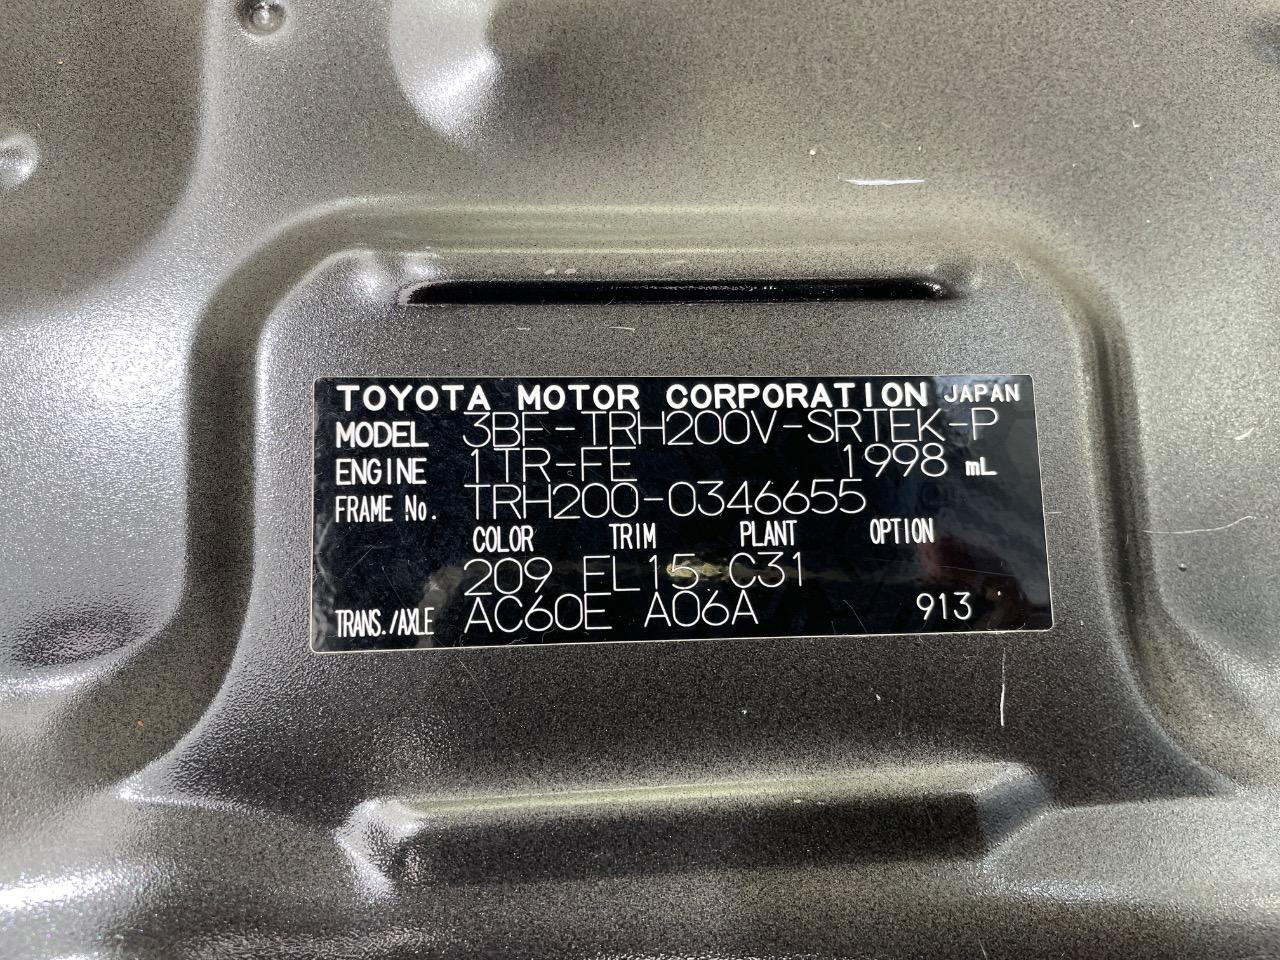 TOYOTA MOTOR CORPORATION JAPAN
MODEL 3BF-TRH200V-SRTEK-P
ENGINE 1TR-FE 1998 mL
FRAME No. TRH200-0346655
COLOR TRIM PLANT OPTION
209 FL15 C31
TRANS./AXLE AC60E A06A 913